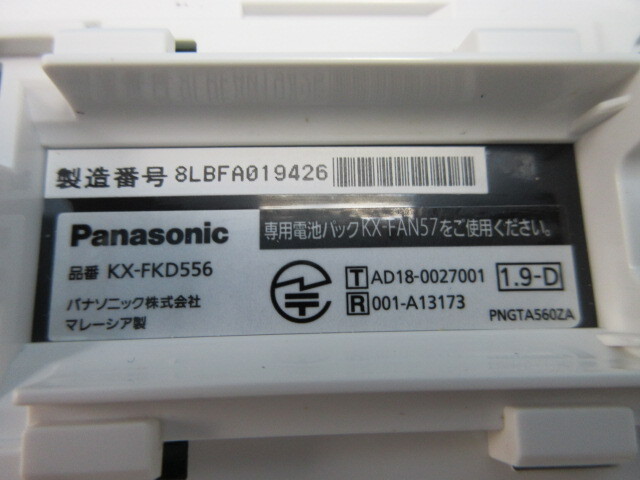 製造番号 8LBFA019426
Panasonic
専用電池パックKX-FAN57をご使用ください。
品番 KX-FKD556
パナソニック株式会社
マレーシア製
T AD18-0027001
R 001-A13173
1.9-D
PNGTA560ZA